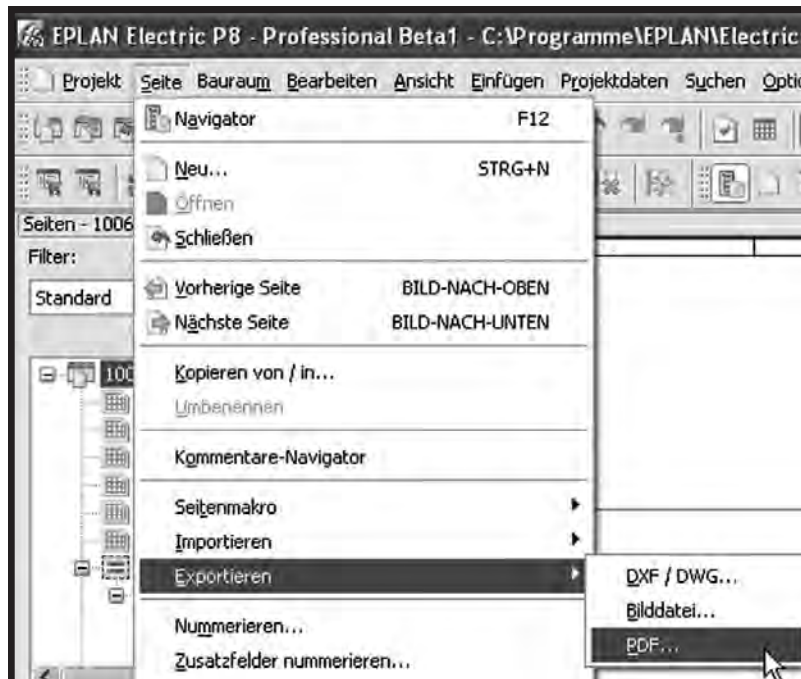 EPLAN Electric P8 - Professional Beta1 - C:\Programme\EPLAN\Electric
Projekt Seite Bauraum Bearbeiten Ansicht Einfügen Projektdaten Suchen
Navigator F12
Neu... STRG+N
Öffnen
Seiten - 1006
Schließen
Filter:
Vorherige Seite BILD-NACH-OBEN
Standard
Nächste Seite BILD-NACH-UNTEN
Kopieren von / in...
100
Umbenennen
Kommentare-Navigator
Seitenmakro
Importieren
Exportieren
DXF / DWG...
Bilddatei...
Nummerieren...
PDF...
Zusatzfelder nummerieren...